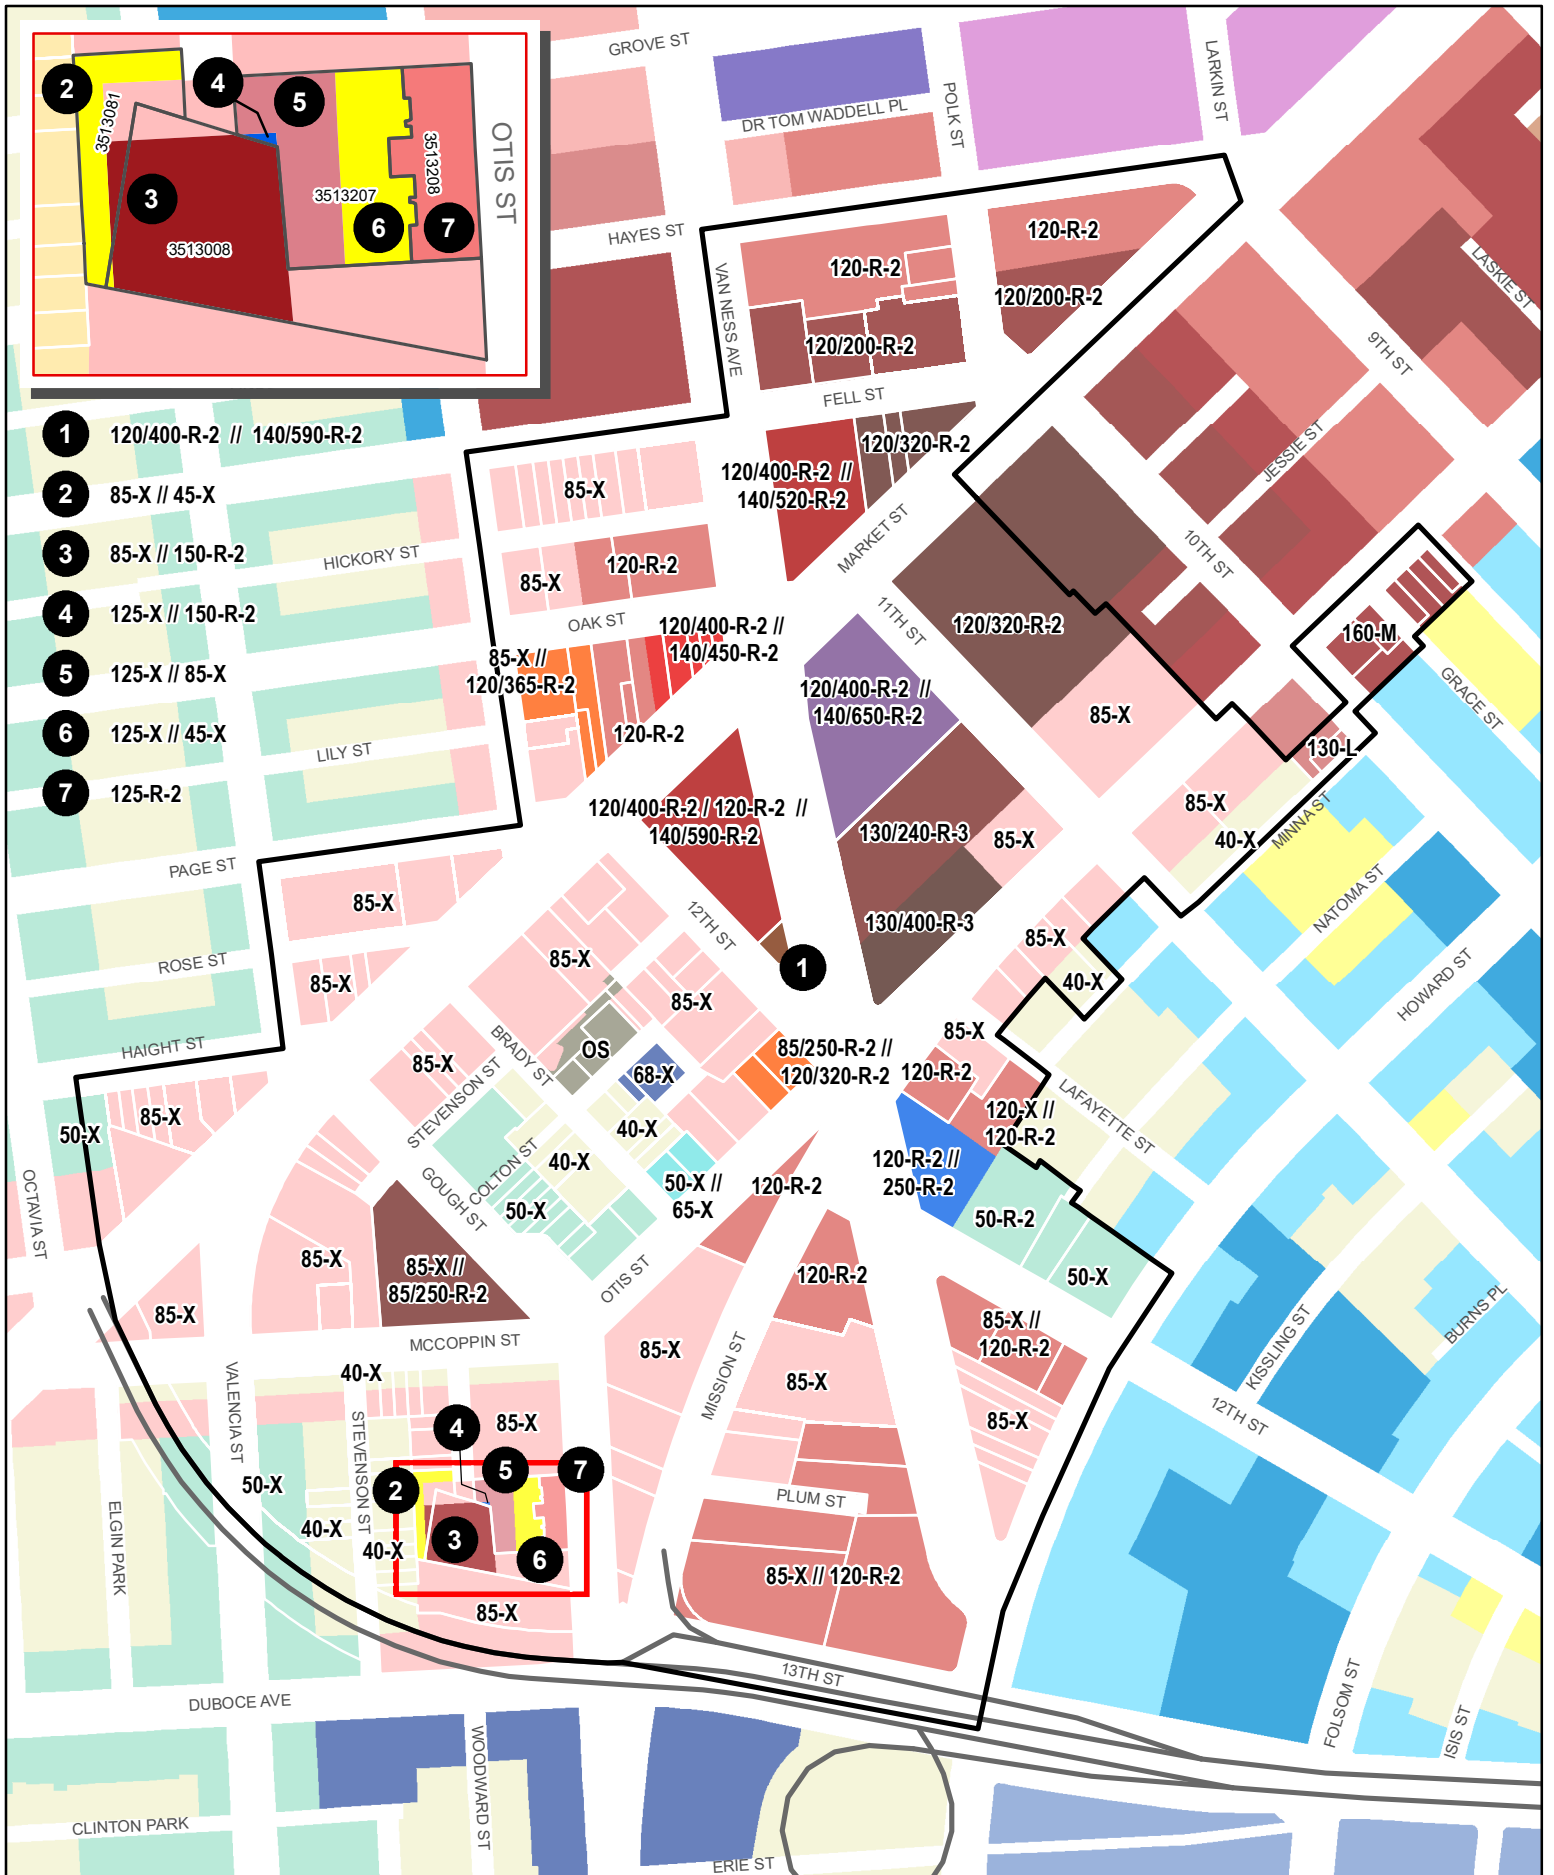 GROVE ST
DR TOM WADDELL PL
POLK ST
LARKIN ST
HAYES ST
VAN NESS AVE
LASKIE ST
9TH ST
2
4
5
3513081
3
3513008
3513207
6
3513208
7
OTIS ST
1 120/400-R-2 // 140/590-R-2
2 85-X // 45-X
3 85-X // 150-R-2
4 125-X // 150-R-2
5 125-X // 85-X
6 125-X // 45-X
7 125-R-2
120-R-2
120-R-2
120/200-R-2
120/200-R-2
FELL ST
120/320-R-2
120/400-R-2 //
140/520-R-2
85-X
MARKET ST
JESSIE ST
10TH ST
HICKORY ST
85-X
120-R-2
OAK ST
11TH ST
120/320-R-2
160-M
120/400-R-2 //
140/450-R-2
85-X //
120/365-R-2
120-R-2
120/400-R-2 //
140/650-R-2
85-X
GRACE ST
130-L
LILY ST
120/400-R-2 / 120-R-2 //
140/590-R-2
130/240-R-3
85-X
85-X
40-X
MINNA ST
PAGE ST
85-X
12TH ST
130/400-R-3
NATOMA ST
ROSE ST
85-X
85-X
85-X
1
85-X
40-X
HOWARD ST
HAIGHT ST
85-X
BRADY ST
STEVENSON ST
OS
68-X
85/250-R-2 //
120/320-R-2
85-X
120-R-2
120-X //
120-R-2
LAFAYETTE ST
50-X
85-X
COLTON ST
GOUGH ST
40-X
40-X
50-X
50-X //
65-X
120-R-2
120-R-2 //
250-R-2
50-R-2
50-X
OCTAVIA ST
85-X
85-X //
85/250-R-2
OTIS ST
120-R-2
85-X
MCCOPPIN ST
85-X
MISSION ST
85-X //
120-R-2
KISSLING ST
BURNS PL
VALENCIA ST
40-X
STEVENSON ST
85-X
85-X
85-X
12TH ST
4
5
7
2
50-X
40-X
40-X
3
6
PLUM ST
ELGIN PARK
85-X // 120-R-2
85-X
13TH ST
DUBOCE AVE
FOLSOM ST
ISIS ST
WOODWARD ST
CLINTON PARK
ERIE ST